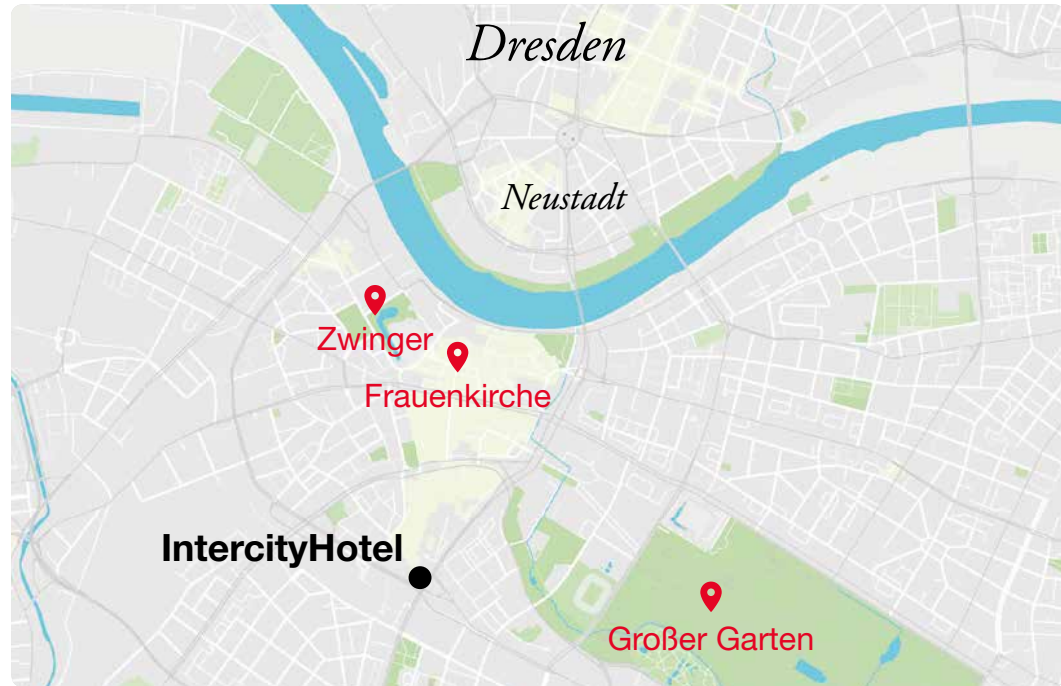 Dresden
Neustadt
Zwinger
Frauenkirche
IntercityHotel
Großer Garten